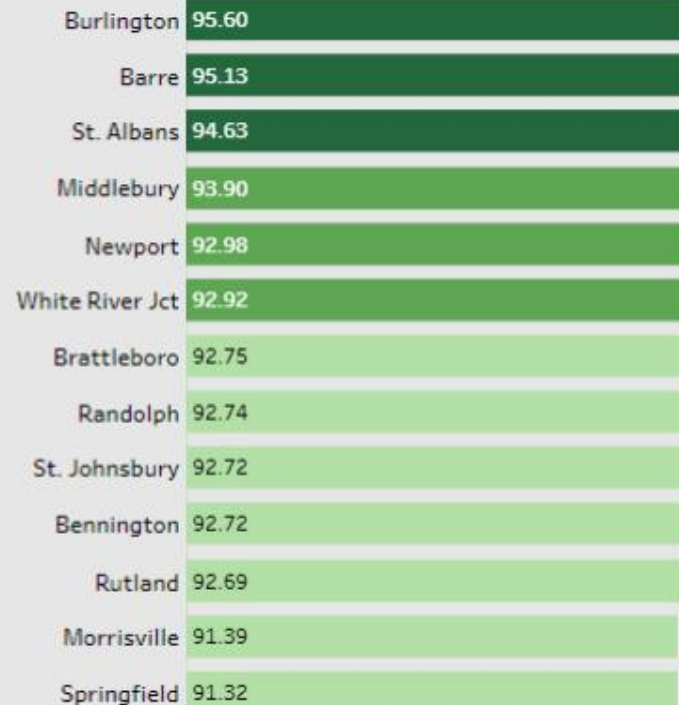 Burlington 95.60
Barre 95.13
St. Albans 94.63
Middlebury 93.90
Newport 92.98
White River Jct 92.92
Brattleboro 92.75
Randolph 92.74
St. Johnsbury 92.72
Bennington 92.72
Rutland 92.69
Morrisville 91.39
Springfield 91.32